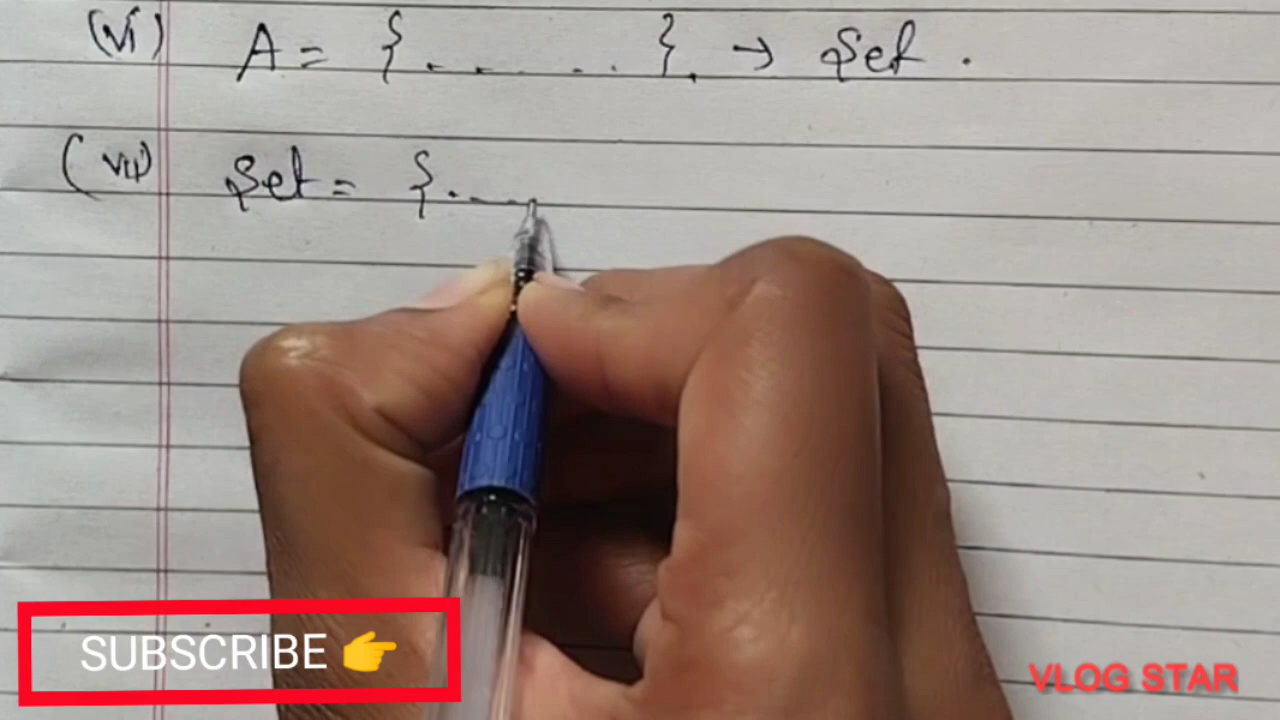 (vi) A = { . . . . . . }. → Set .
(vii) Set = { . . . .
SUBSCRIBE 👉
VLOG STAR